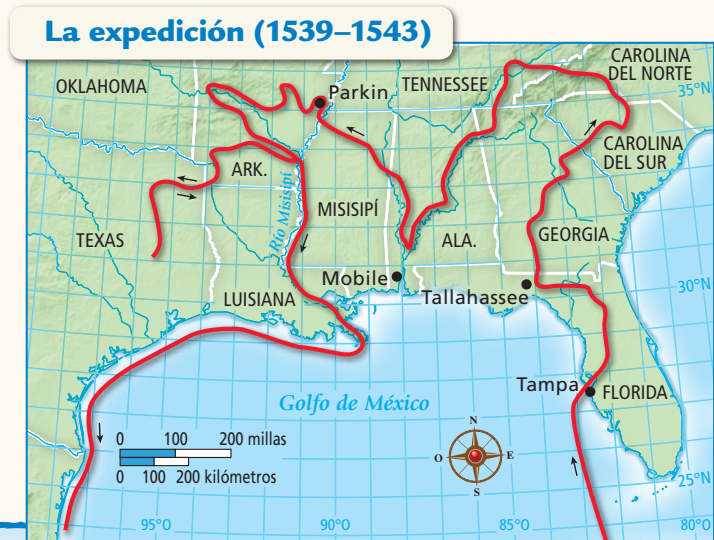 La expedición (1539–1543)
OKLAHOMA
Parkin
TENNESSEE
CAROLINA
DEL NORTE
35°N
ARK.
CAROLINA
DEL SUR
Río Misisipí
MISISIPÍ
TEXAS
ALA.
GEORGIA
Mobile
Tallahassee
30°N
LUISIANA
Tampa
FLORIDA
Golfo de México
N
O
E
S
0 100 200 millas
0 100 200 kilómetros
25°N
95°O
90°O
85°O
80°O